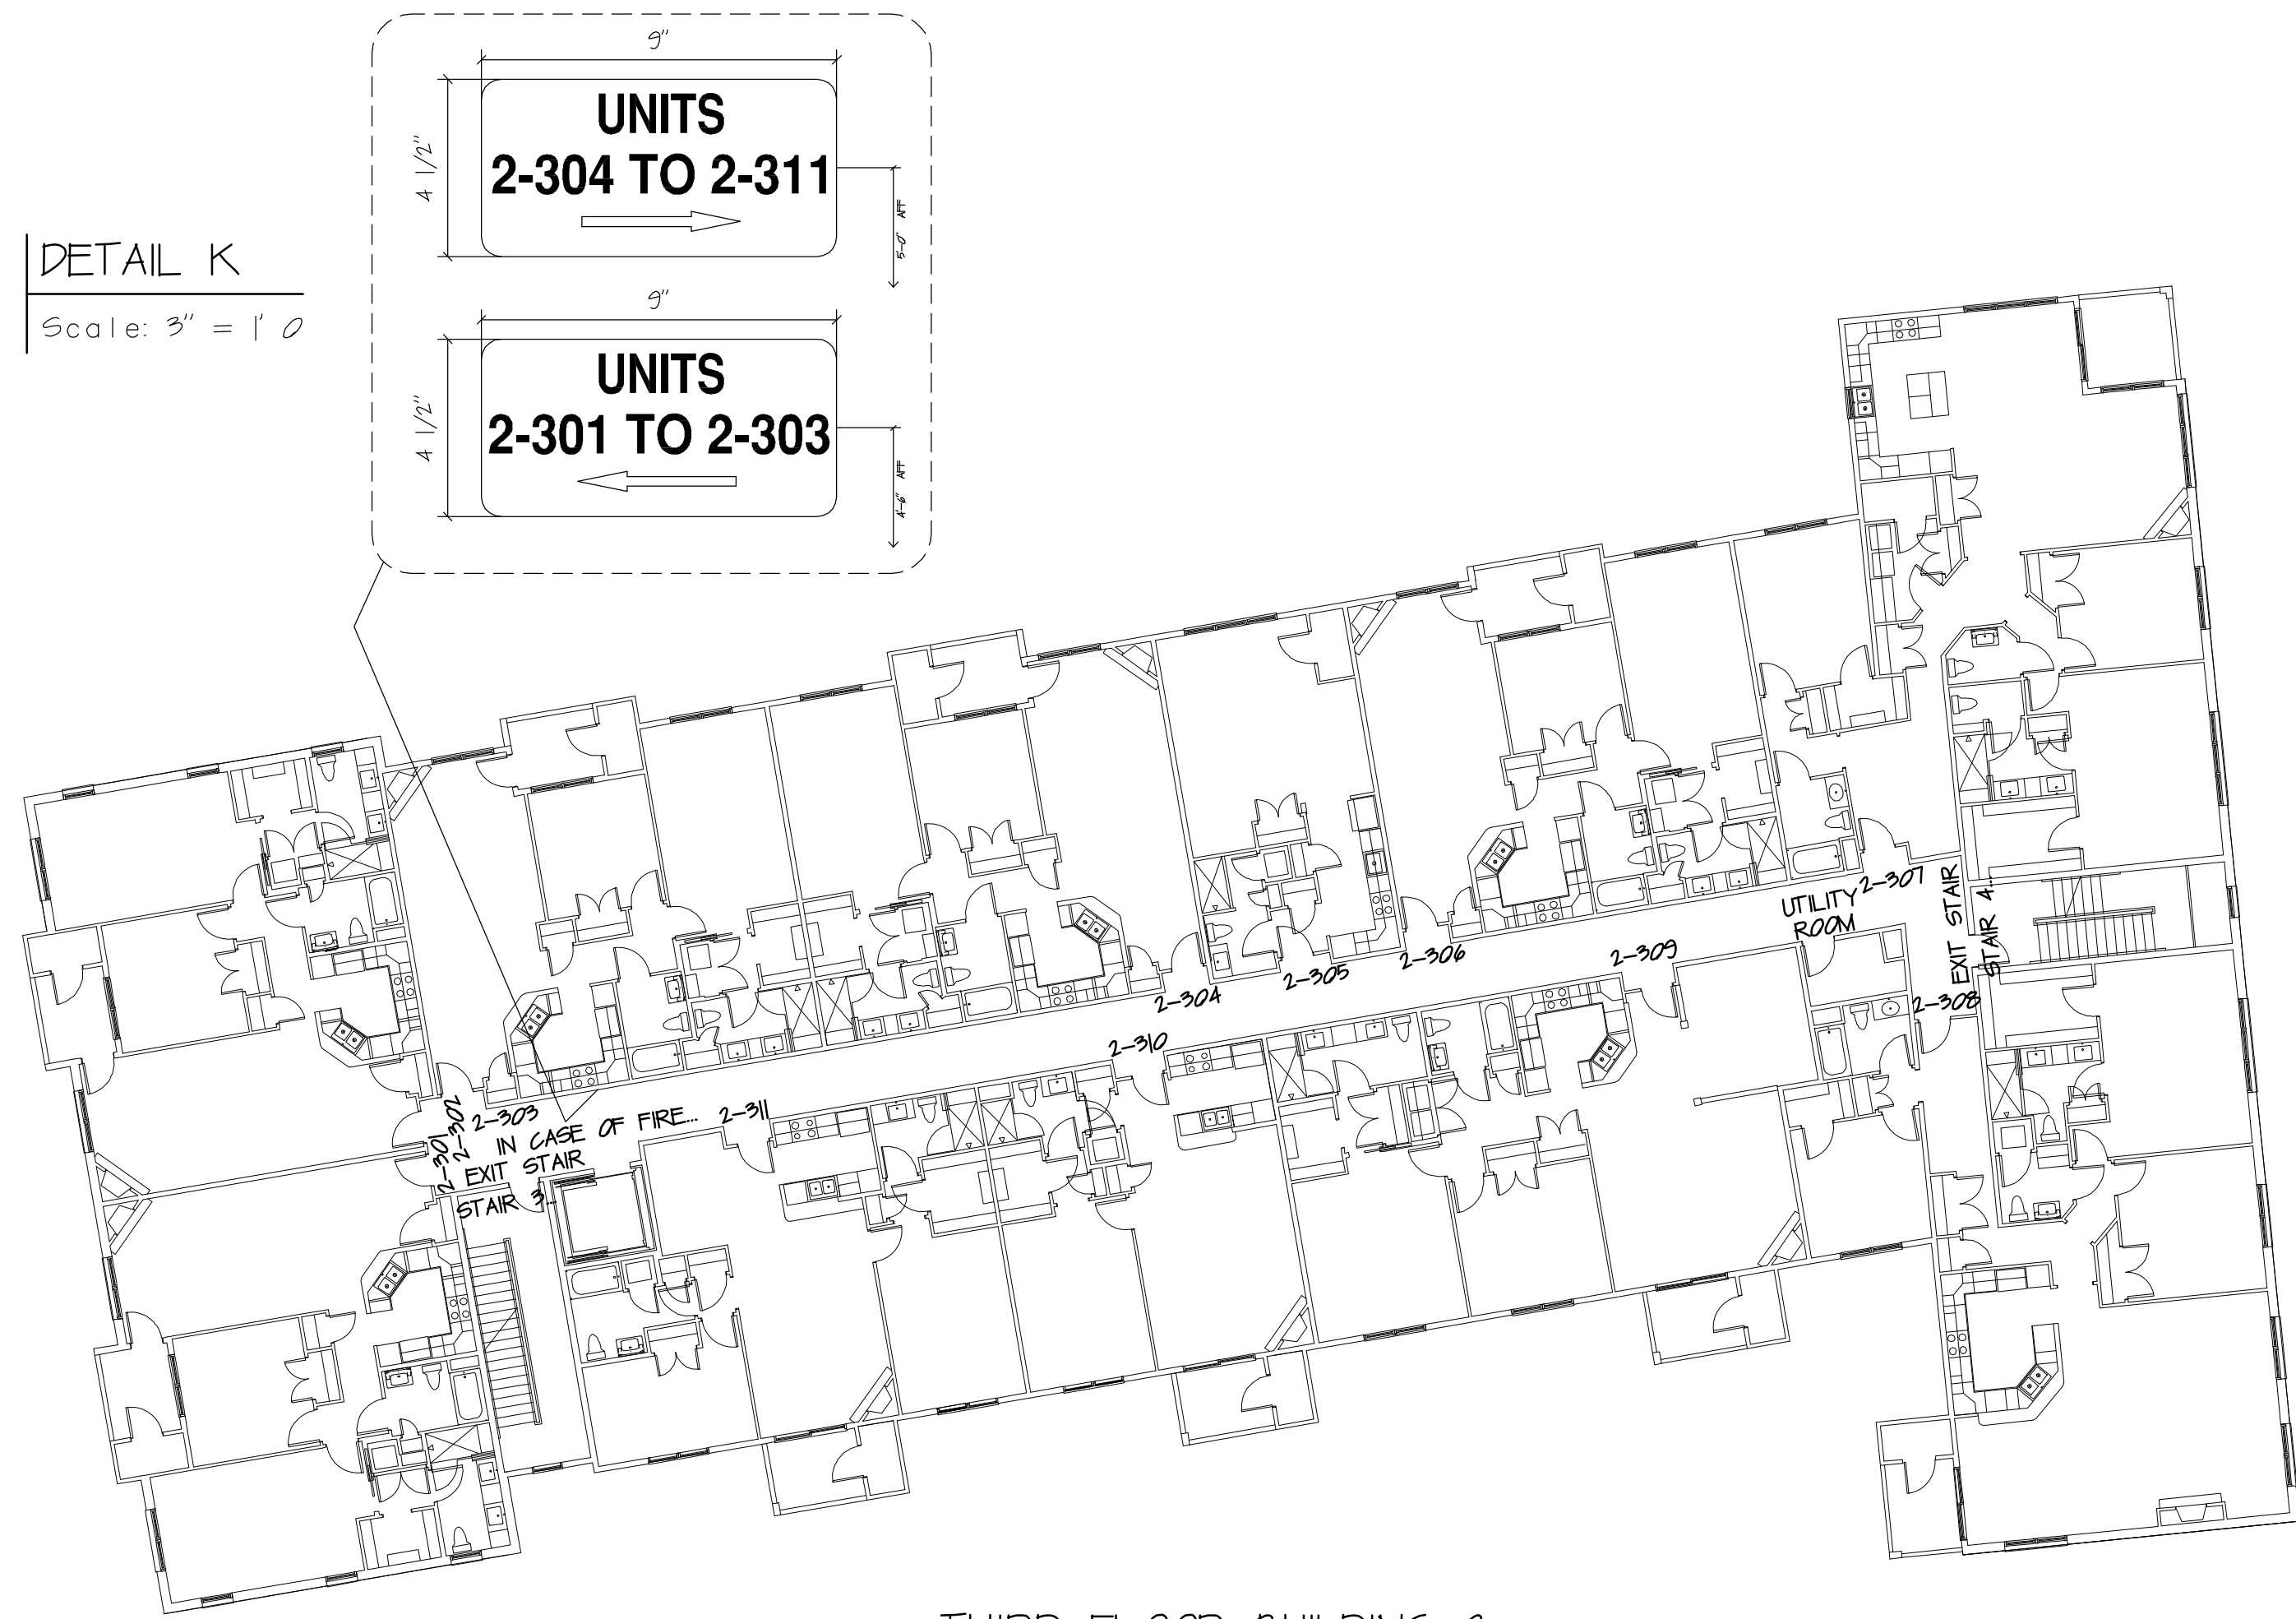 9"
UNITS
2-304 TO 2-311
4 1/2"
5'-0" AFF
DETAIL K
Scale: 3" = 1' 0
9"
UNITS
2-301 TO 2-303
4 1/2"
4'-6" AFF
2-307
UTILITY
ROOM
EXIT STAIR
STAIR 4...
2-309
2-306
2-305
2-304
2-308
2-310
2-311
2-303
2-302
2-301
IN CASE OF FIRE...
EXIT STAIR
STAIR 3...
THIRD FLOOR BUILDING